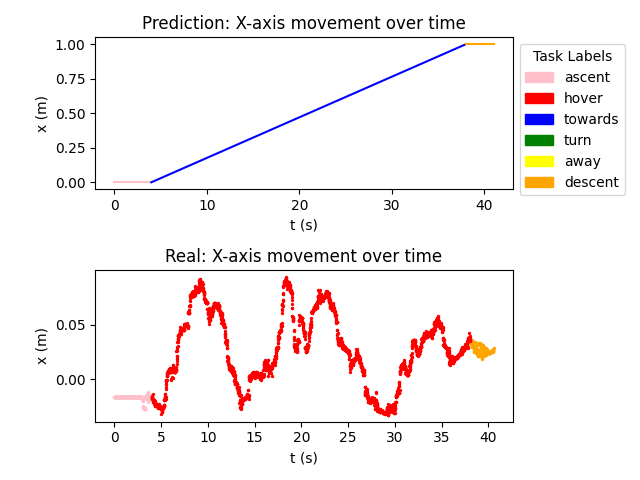 Prediction: X-axis movement over time
1.00
0.75
0.50
0.25
0.00
x (m)
0
10
20
30
40
t (s)
Task Labels
ascent
hover
towards
turn
away
descent
Real: X-axis movement over time
0.05
0.00
x (m)
0
5
10
15
20
25
30
35
40
t (s)